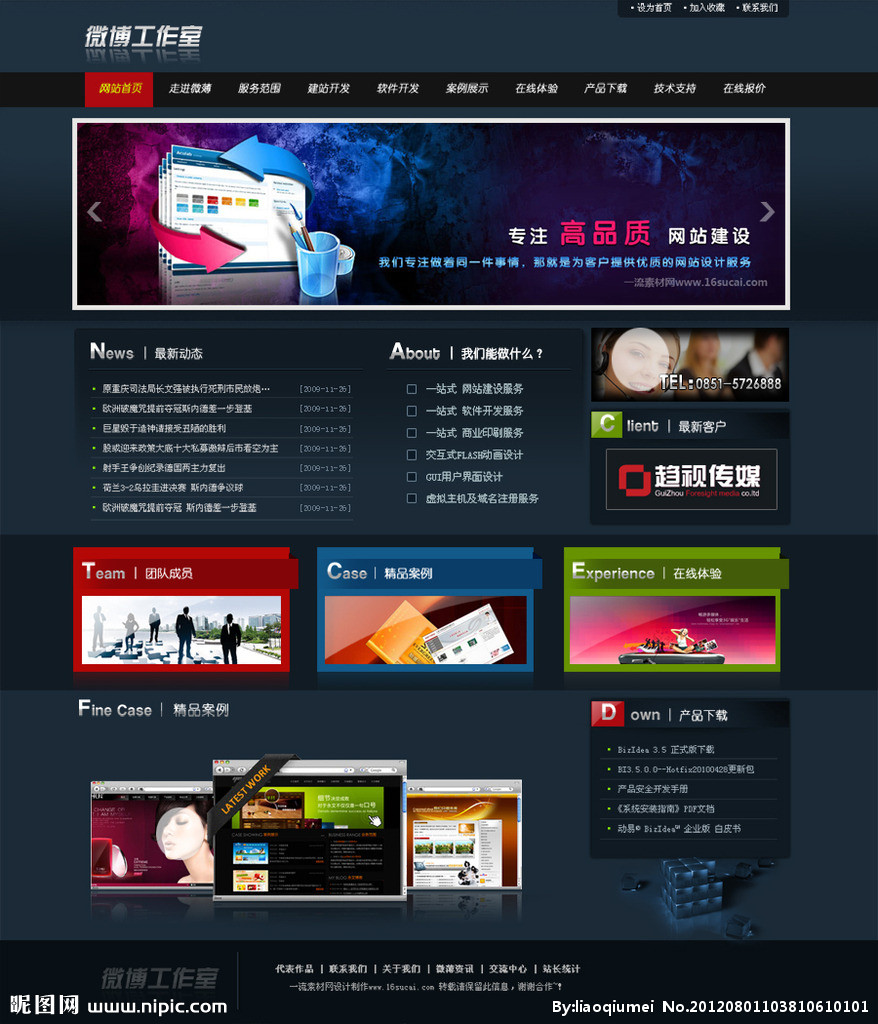 •设为首页 •加入收藏 •联系我们
微博工作室
网站首页 走进微薄 服务范围 建站开发 软件开发 案例展示 在线体验 产品下载 技术支持 在线报价
专注 高品质 网站建设
我们专注做着同一件事情，那就是为客户提供优质的网站设计服务
一流素材网www.16sucai.com
News | 最新动态
原重庆司法局长文强被执行死刑市民放炮… [2009-11-26]
欧洲破魔咒提前夺冠斯内德差一步登基 [2009-11-26]
巨星毁于造神请接受丑陋的胜利 [2009-11-26]
股或迎来政策大底十大私募激辩后市看空为主 [2009-11-26]
射手王争创纪录德国两主力复出 [2009-11-26]
荷兰3-2乌拉圭进决赛 斯内德争议球 [2009-11-26]
欧洲破魔咒提前夺冠 斯内德差一步登基 [2009-11-26]
About | 我们能做什么？
一站式 网站建设服务
一站式 软件开发服务
一站式 商业印刷服务
交互式FLASH动画设计
GUI用户界面设计
虚拟主机及域名注册服务
TEL:0851-5726888
Client | 最新客户
趋视传媒
GuiZhou Foresight media co.ltd
Team | 团队成员
Case | 精品案例
Experience | 在线体验
Fine Case | 精品案例
LATEST WORK
Down | 产品下载
BizIdea 3.5 正式版下载
BI3.5.0.0--Hotfix20100428更新包
产品安全开发手册
《系统安装指南》PDF文档
动易® BizIdea™ 企业版 白皮书
微博工作室
代表作品 | 联系我们 | 关于我们 | 微薄资讯 | 交流中心 | 站长统计
一流素材网设计制作www.16sucai.com 转载请保留此信息，谢谢合作~!
昵图网 www.nipic.com
By:liaoqiumei No.20120801103810610101